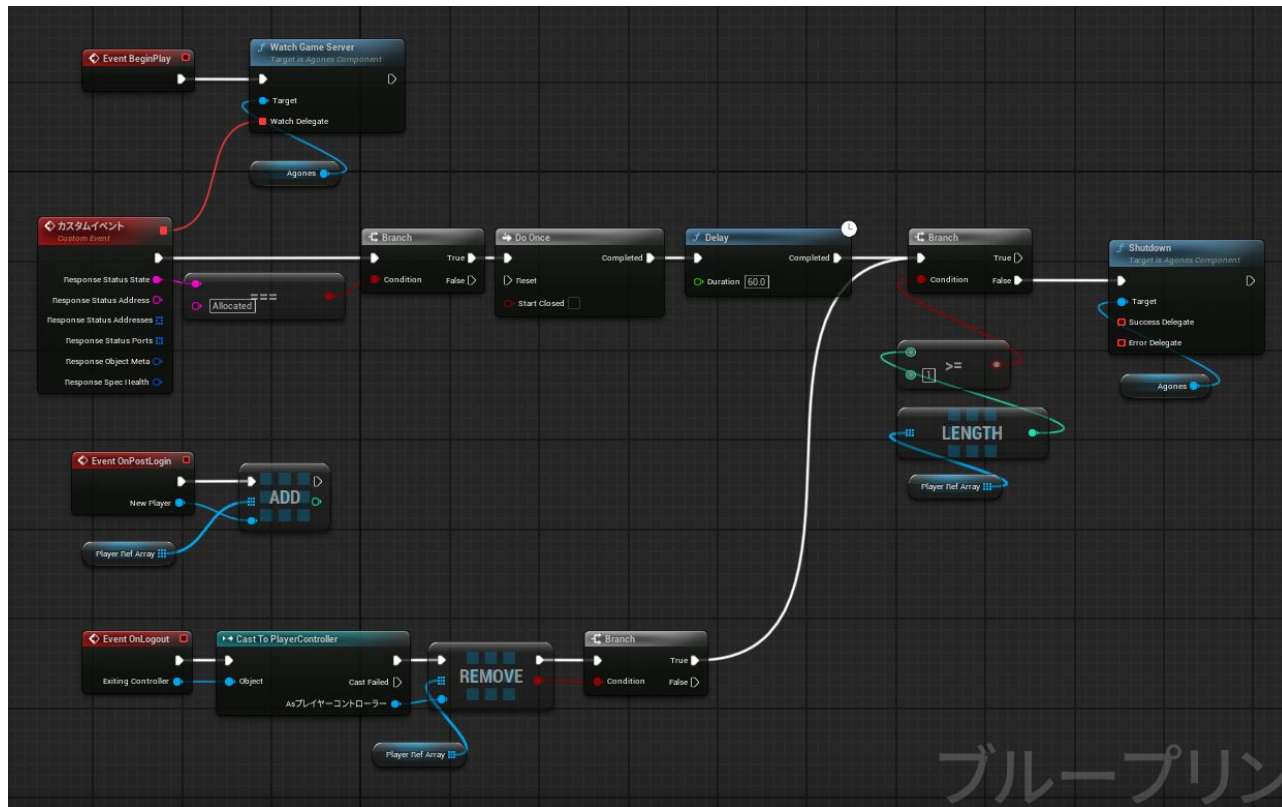 Event BeginPlay
Watch Game Server
Target is Agones Component
Target
Watch Delegate
Agones
カスタムイベント
Custom Event
Response Status State
Response Status Address
Response Status Addresses
Response Status Ports
Response Object Meta
Response Spec Health
===
Allocated
Branch
True
Condition
False
Do Once
Completed
Reset
Start Closed
Delay
Completed
Duration 60.0
Branch
True
Condition
False
Shutdown
Target is Agones Component
Target
Success Delegate
Error Delegate
Agones
>=
1
LENGTH
Player Ref Array
Event OnPostLogin
New Player
ADD
Player Ref Array
Event OnLogout
Exiting Controller
Cast To PlayerController
Object
Cast Failed
Asプレイヤーコントローラー
REMOVE
Player Ref Array
Branch
True
Condition
False
ブループリン